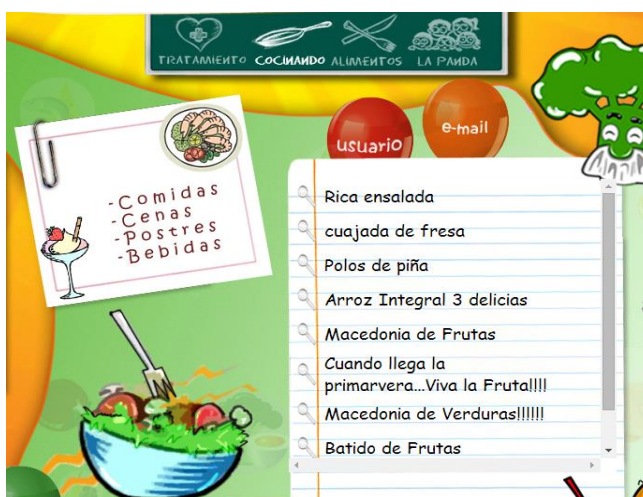 TRATAMIENTO COCINANDO ALIMENTOS LA PANDA
usuario
e-mail
-Comidas
-Cenas
-Postres
-Bebidas
Rica ensalada
cuajada de fresa
Polos de piña
Arroz Integral 3 delicias
Macedonia de Frutas
Cuando llega la
primarvera...Viva la Fruta!!!!
Macedonia de Verduras!!!!!!
Batido de Frutas